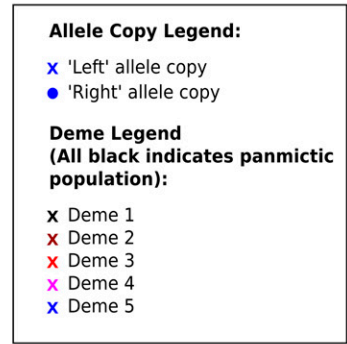 Allele Copy Legend:
x 'Left' allele copy
● 'Right' allele copy
Deme Legend
(All black indicates panmictic
population):
x Deme 1
x Deme 2
x Deme 3
x Deme 4
x Deme 5